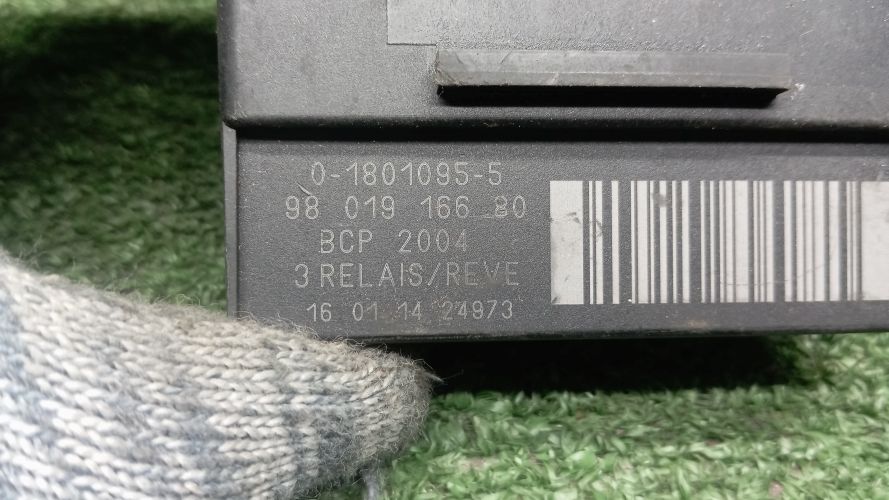 0-1801095-5
98 019 166 80
BCP 2004
3 RELAIS/REVE
16 01 14 24973